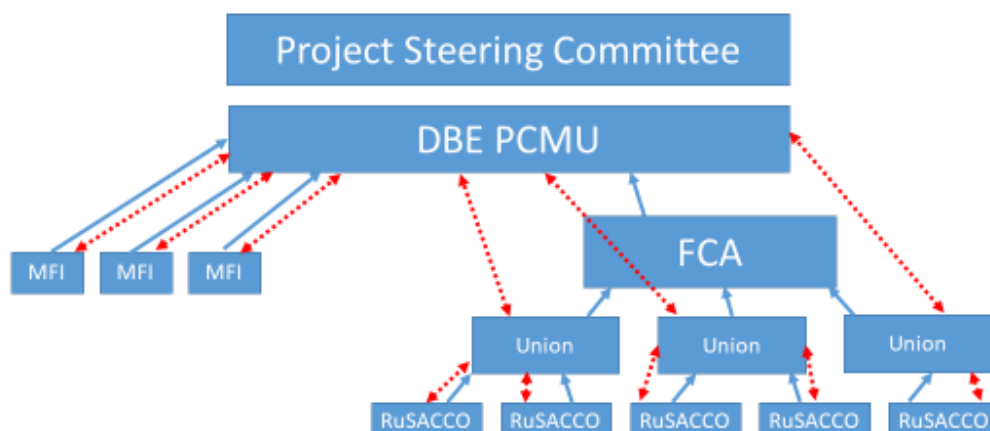 Project Steering Committee
DBE PCMU
FCA
MFI
MFI
MFI
Union
Union
Union
RuSACCO
RuSACCO
RuSACCO
RuSACCO
RuSACCO